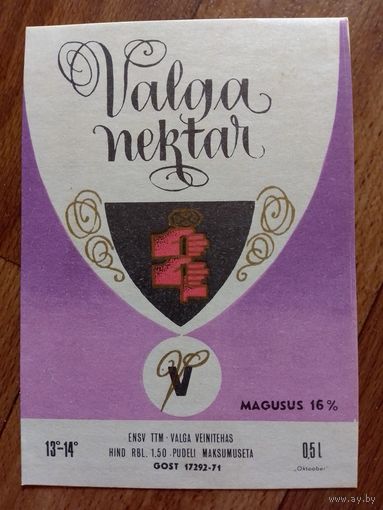 Valga
nektar
V
MAGUSUS 16%
13°-14°
ENSV TTM · VALGA VEINITEHAS
HIND RBL. 1.50 PUDELI MAKSUMUSETA
GOST 17292-71
0,5 l
„Oktoober"
www.ay.by